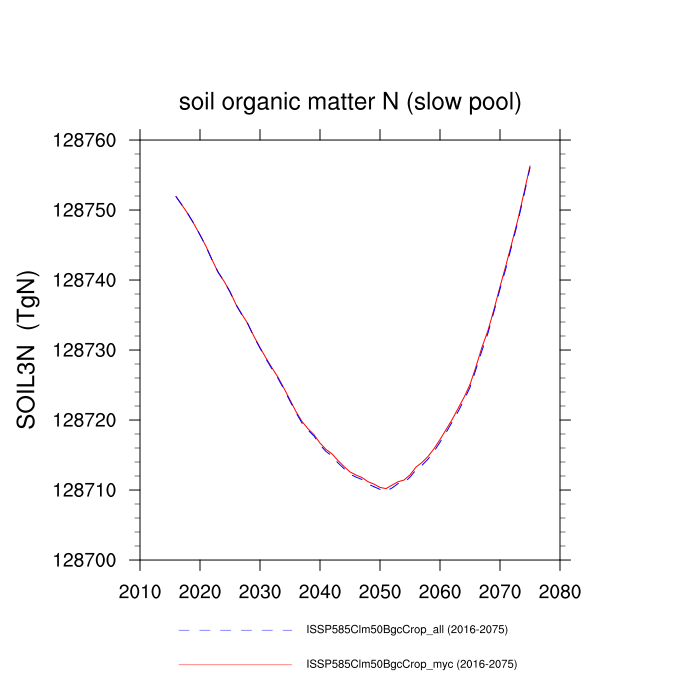 soil organic matter N (slow pool)
SOIL3N (TgN)
128760
128750
128740
128730
128720
128710
128700
2010 2020 2030 2040 2050 2060 2070 2080
ISSP585Clm50BgcCrop_all (2016-2075)
ISSP585Clm50BgcCrop_myc (2016-2075)